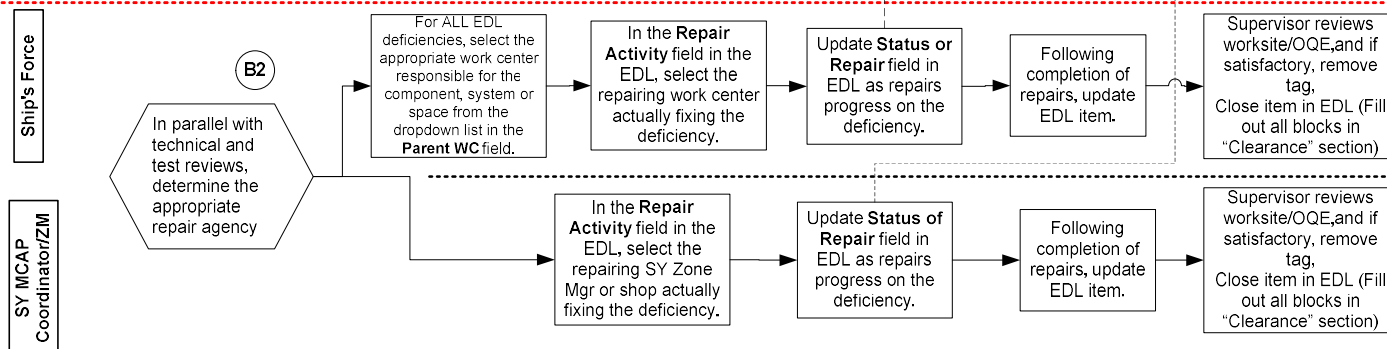 Ship's Force
B2
In parallel with
technical and
test reviews,
determine the
appropriate
repair agency
For ALL EDL
deficiencies, select the
appropriate work center
responsible for the
component, system or
space from the
dropdown list in the
Parent WC field.
In the Repair
Activity field in the
EDL, select the
repairing work center
actually fixing the
deficiency.
Update Status or
Repair field in
EDL as repairs
progress on the
deficiency.
Following
completion of
repairs, update
EDL item.
Supervisor reviews
worksite/OQE,and if
satisfactory, remove
tag,
Close item in EDL (Fill
out all blocks in
“Clearance” section)
SY MCAP
Coordinator/ZM
In the Repair
Activity field in the
EDL, select the
repairing SY Zone
Mgr or shop actually
fixing the deficiency.
Update Status of
Repair field in
EDL as repairs
progress on the
deficiency.
Following
completion of
repairs, update
EDL item.
Supervisor reviews
worksite/OQE,and if
satisfactory, remove
tag,
Close item in EDL (Fill
out all blocks in
“Clearance” section)